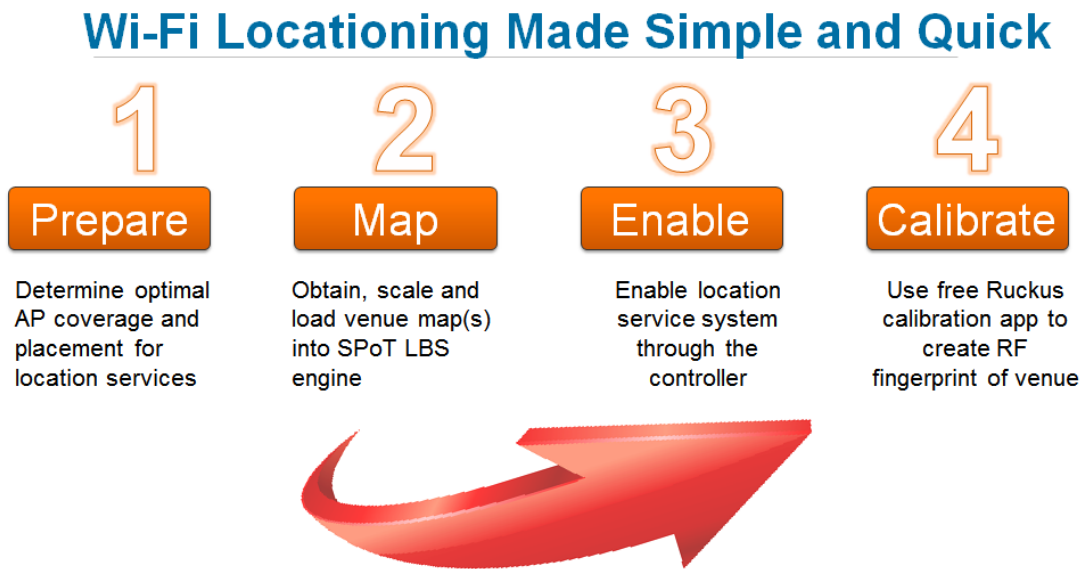 Wi-Fi Locationing Made Simple and Quick
1
Prepare
Determine optimal
AP coverage and
placement for
location services
2
Map
Obtain, scale and
load venue map(s)
into SPoT LBS
engine
3
Enable
Enable location
service system
through the
controller
4
Calibrate
Use free Ruckus
calibration app to
create RF
fingerprint of venue